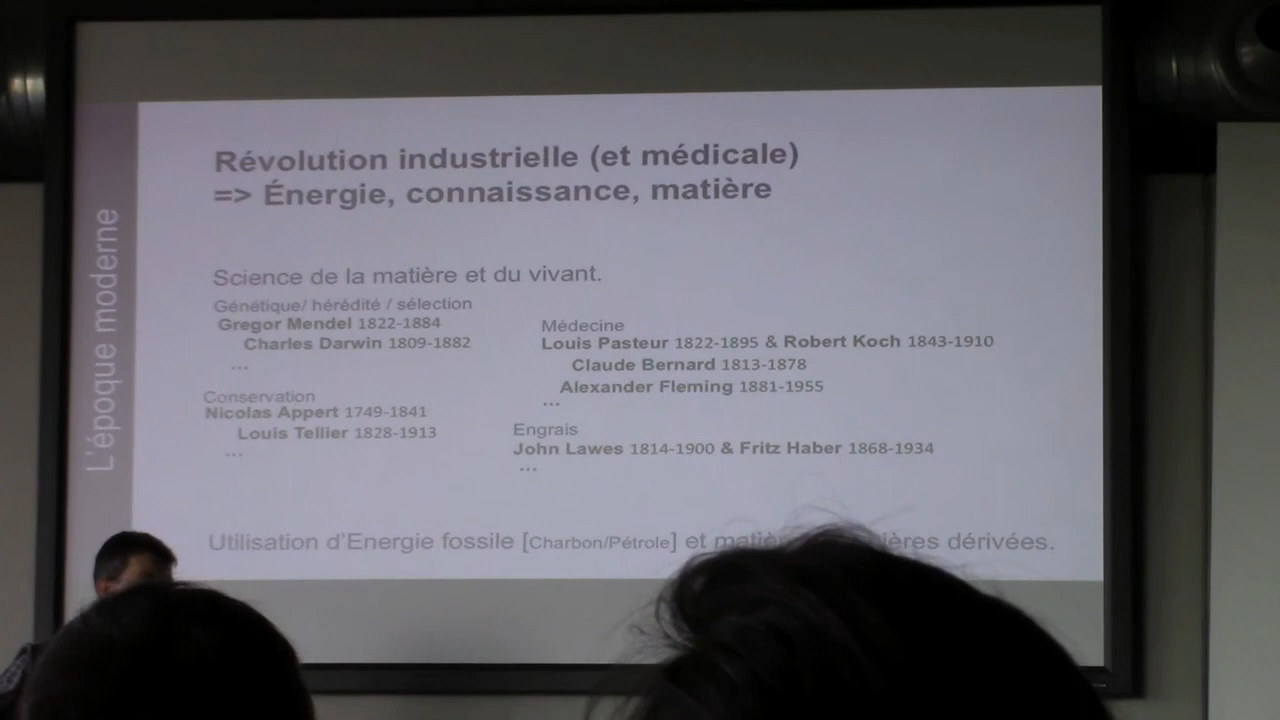 L'époque moderne
Révolution industrielle (et médicale)
=> Énergie, connaissance, matière
Science de la matière et du vivant.
Génétique/ hérédité / sélection
Gregor Mendel 1822-1884
Charles Darwin 1809-1882
...
Conservation
Nicolas Appert 1749-1841
Louis Tellier 1828-1913
...
Médecine
Louis Pasteur 1822-1895 & Robert Koch 1843-1910
Claude Bernard 1813-1878
Alexander Fleming 1881-1955
...
Engrais
John Lawes 1814-1900 & Fritz Haber 1868-1934
...
Utilisation d'Energie fossile [Charbon/Pétrole] et dérivées.